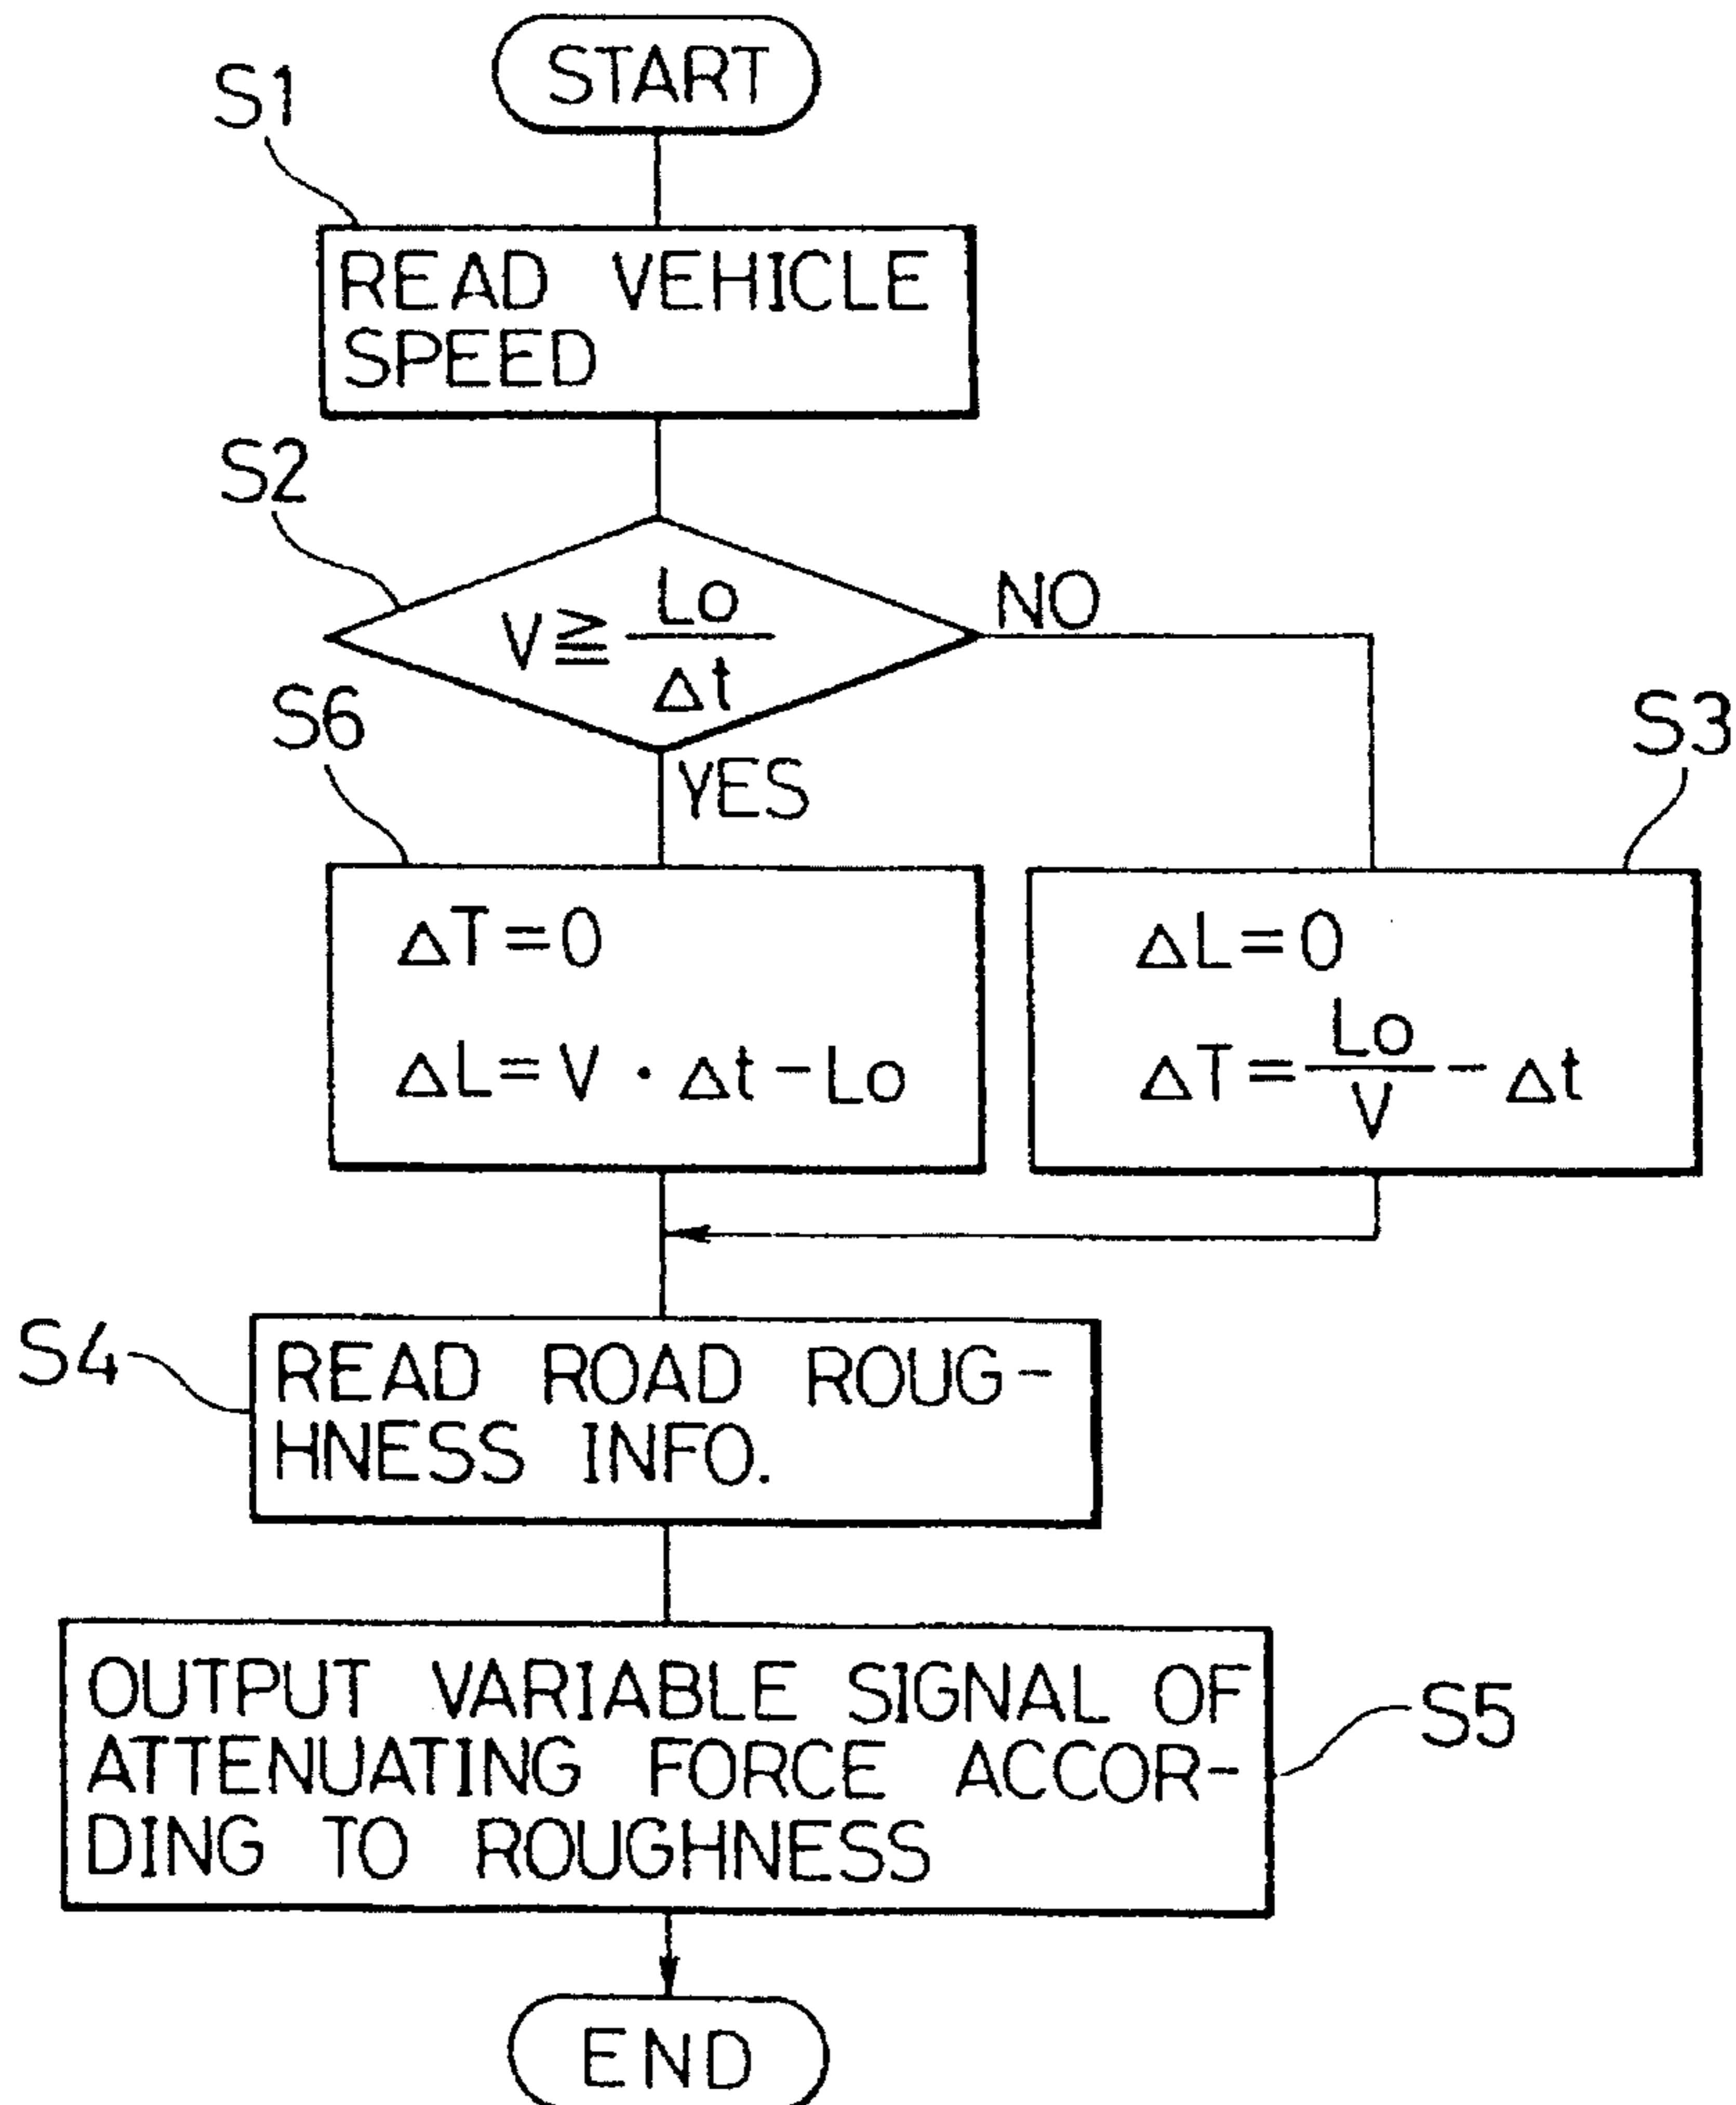 START
S1
READ VEHICLE
SPEED
S2
V ≧ Lo/Δt
NO
YES
S6
ΔT=0
ΔL=V・Δt-Lo
S3
ΔL=0
ΔT=Lo/V-Δt
S4
READ ROAD ROUG-
HNESS INFO.
OUTPUT VARIABLE SIGNAL OF
ATTENUATING FORCE ACCOR-
DING TO ROUGHNESS
S5
END